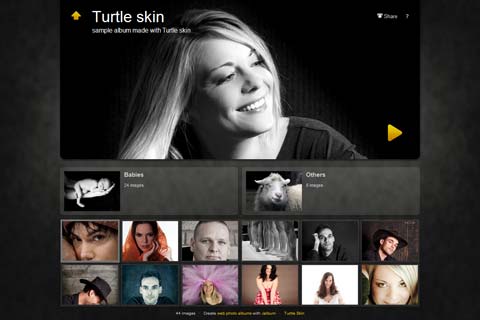 Turtle skin
sample album made with Turtle skin
Share ?
Babies
24 images
Others
8 images
44 images Create web photo albums with Jalbum Turtle Skin